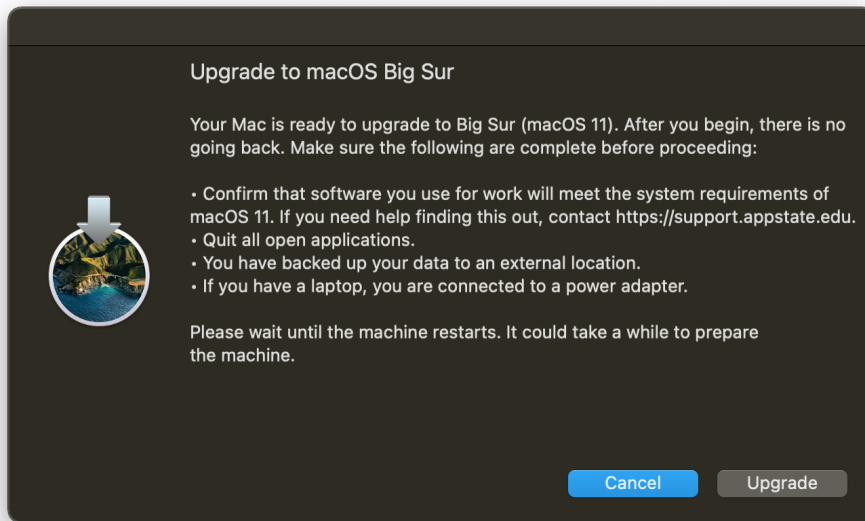 Upgrade to macOS Big Sur
Your Mac is ready to upgrade to Big Sur (macOS 11). After you begin, there is no
going back. Make sure the following are complete before proceeding:
• Confirm that software you use for work will meet the system requirements of
macOS 11. If you need help finding this out, contact https://support.appstate.edu.
• Quit all open applications.
• You have backed up your data to an external location.
• If you have a laptop, you are connected to a power adapter.
Please wait until the machine restarts. It could take a while to prepare
the machine.
Cancel Upgrade